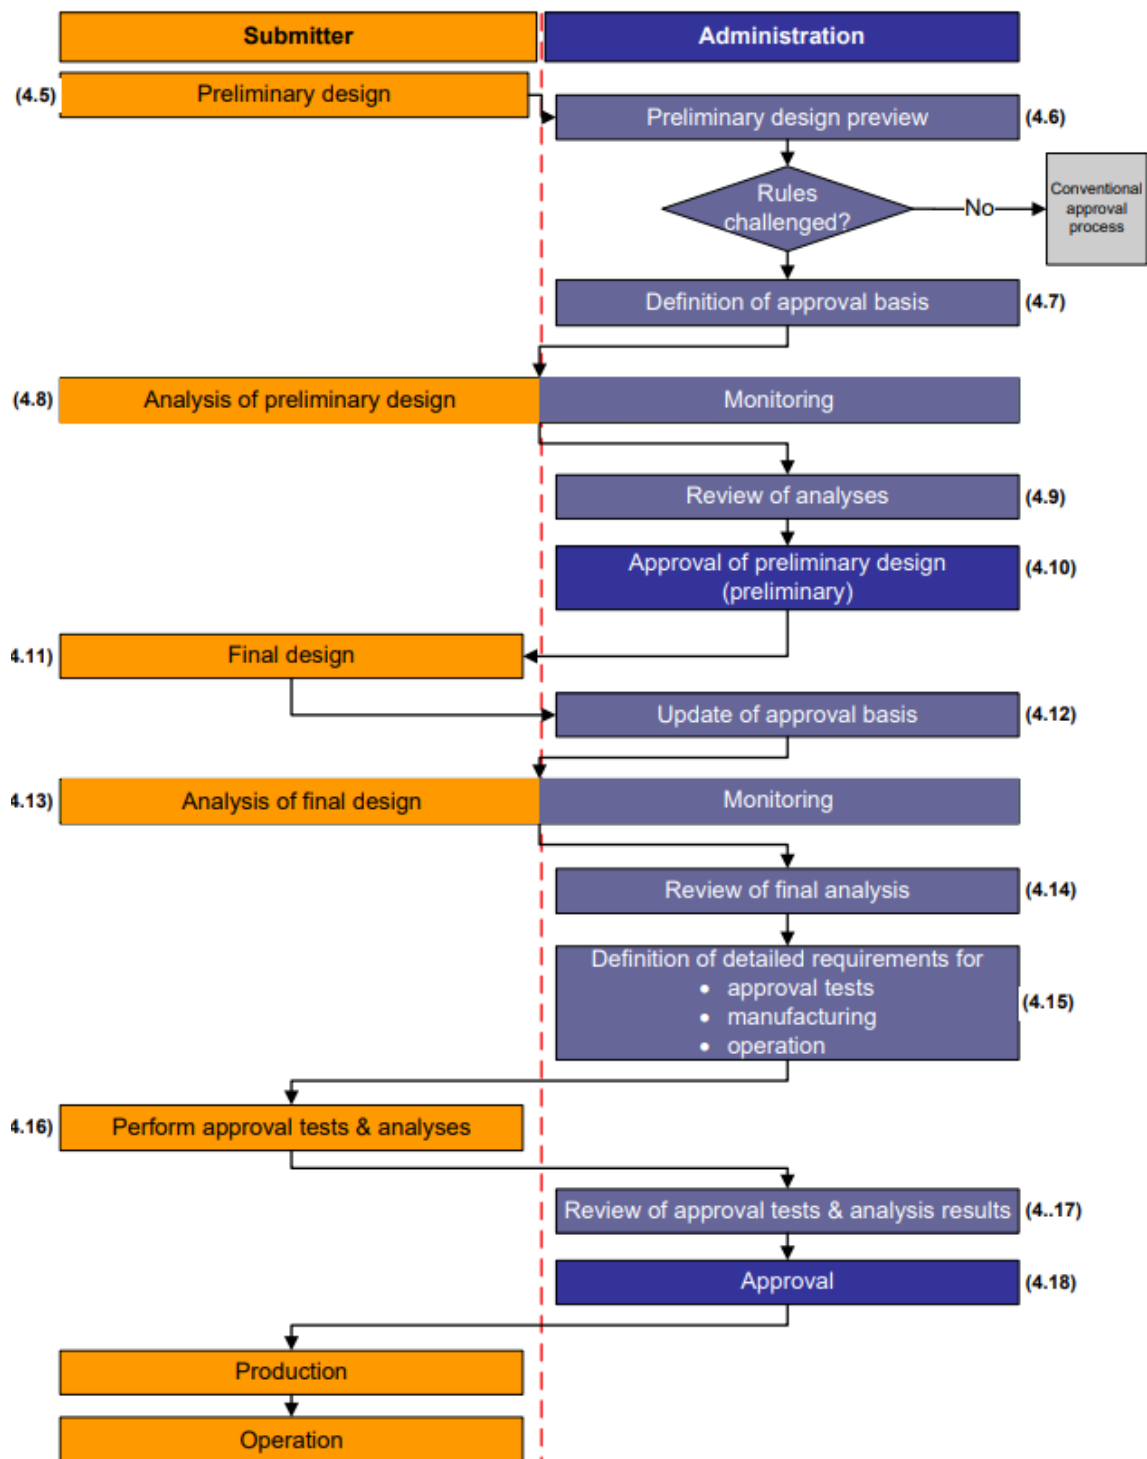 Submitter
Administration
(4.5)
Preliminary design
Preliminary design preview
(4.6)
Rules
challenged?
No
Conventional
approval
process
Definition of approval basis
(4.7)
(4.8)
Analysis of preliminary design
Monitoring
Review of analyses
(4.9)
Approval of preliminary design
(preliminary)
(4.10)
4.11)
Final design
Update of approval basis
(4.12)
4.13)
Analysis of final design
Monitoring
Review of final analysis
(4.14)
Definition of detailed requirements for
• approval tests
• manufacturing
• operation
(4.15)
4.16)
Perform approval tests & analyses
Review of approval tests & analysis results
(4..17)
Approval
(4.18)
Production
Operation